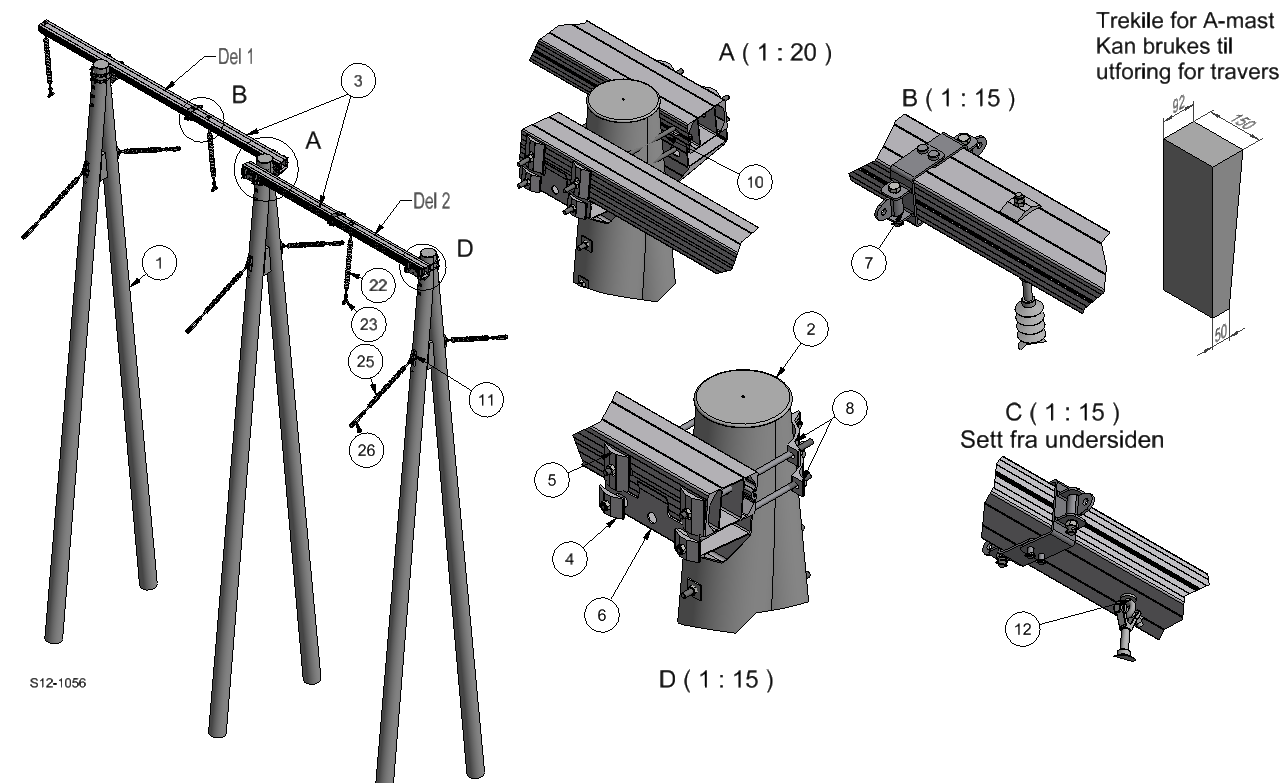 Trekile for A-mast
Kan brukes til
utforing for travers
Del 1
B
3
A
Del 2
D
1
22
23
25
11
26
S12-1056
A ( 1 : 20 )
10
B ( 1 : 15 )
7
92
150
50
2
8
5
4
6
D ( 1 : 15 )
C ( 1 : 15 )
Sett fra undersiden
12